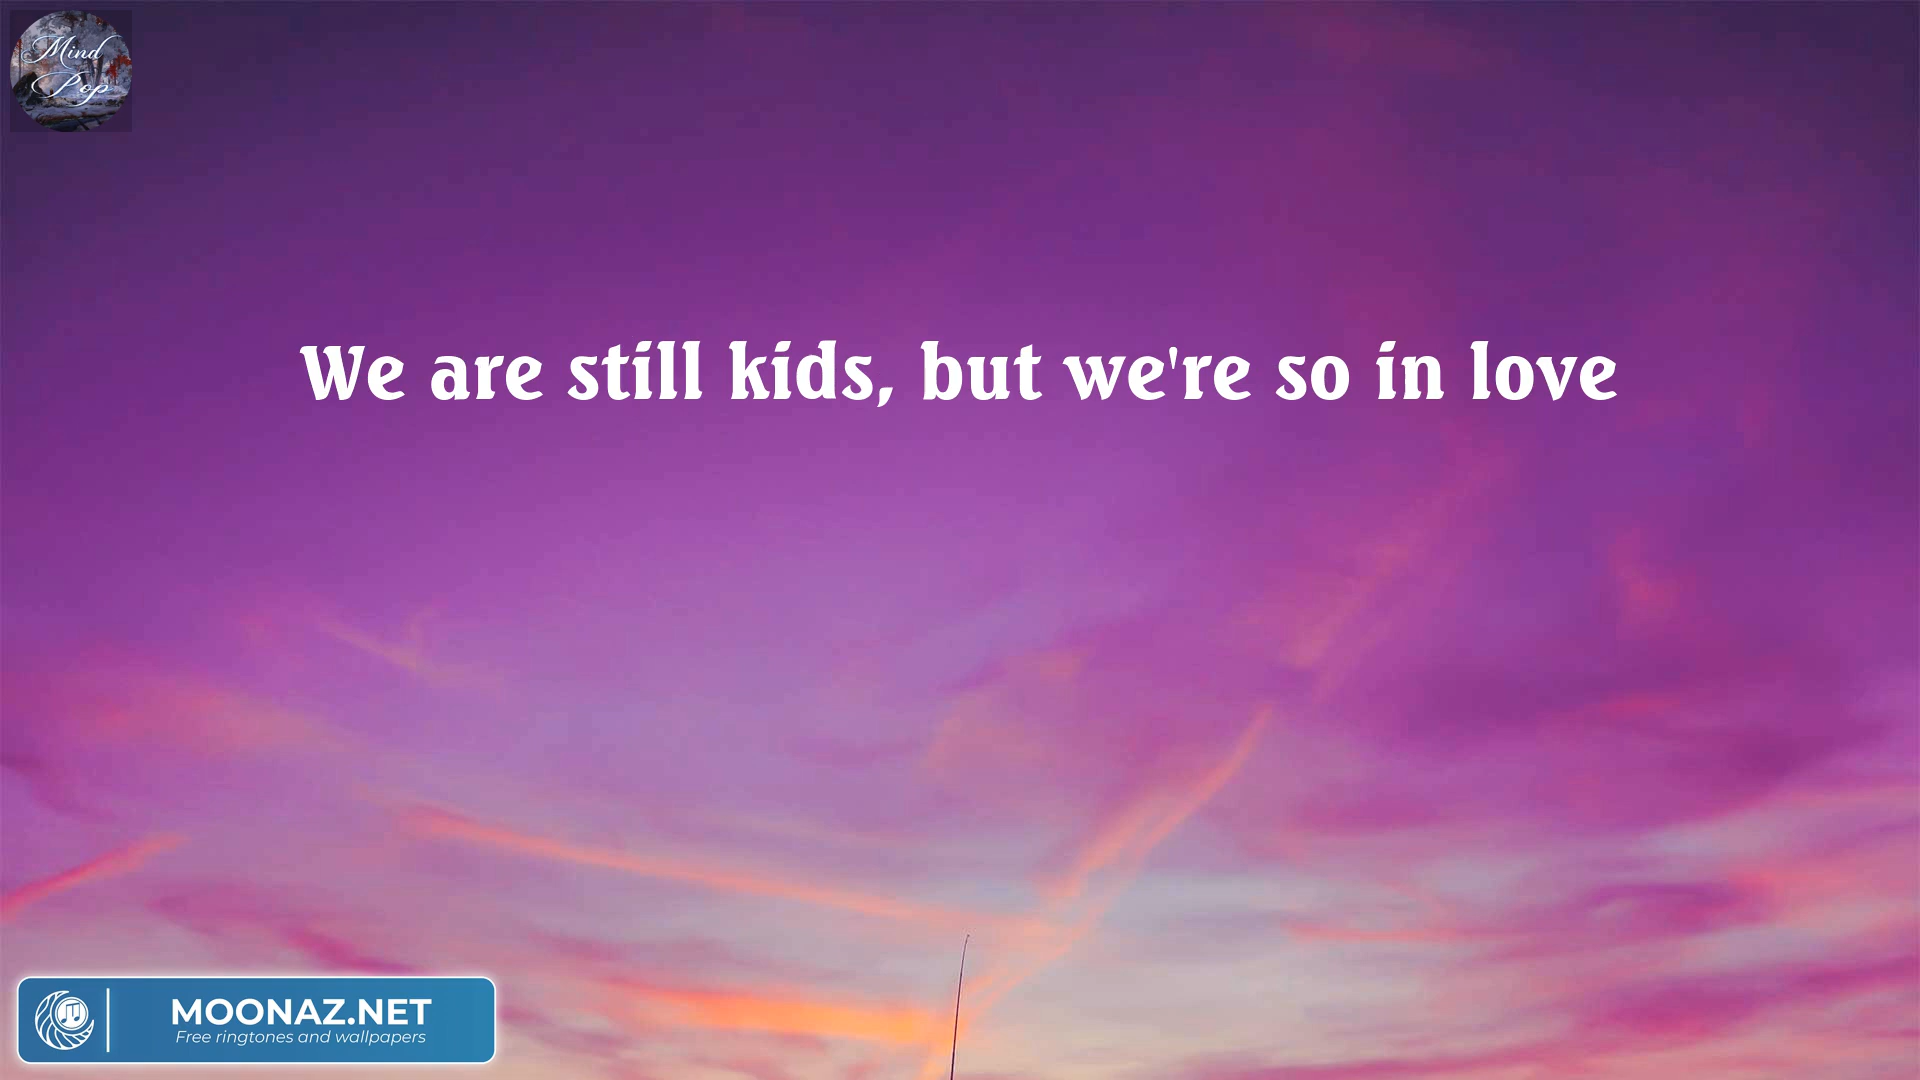 Mind
Pop
We are still kids, but we're so in love
MOONAZ.NET
Free ringtones and wallpapers